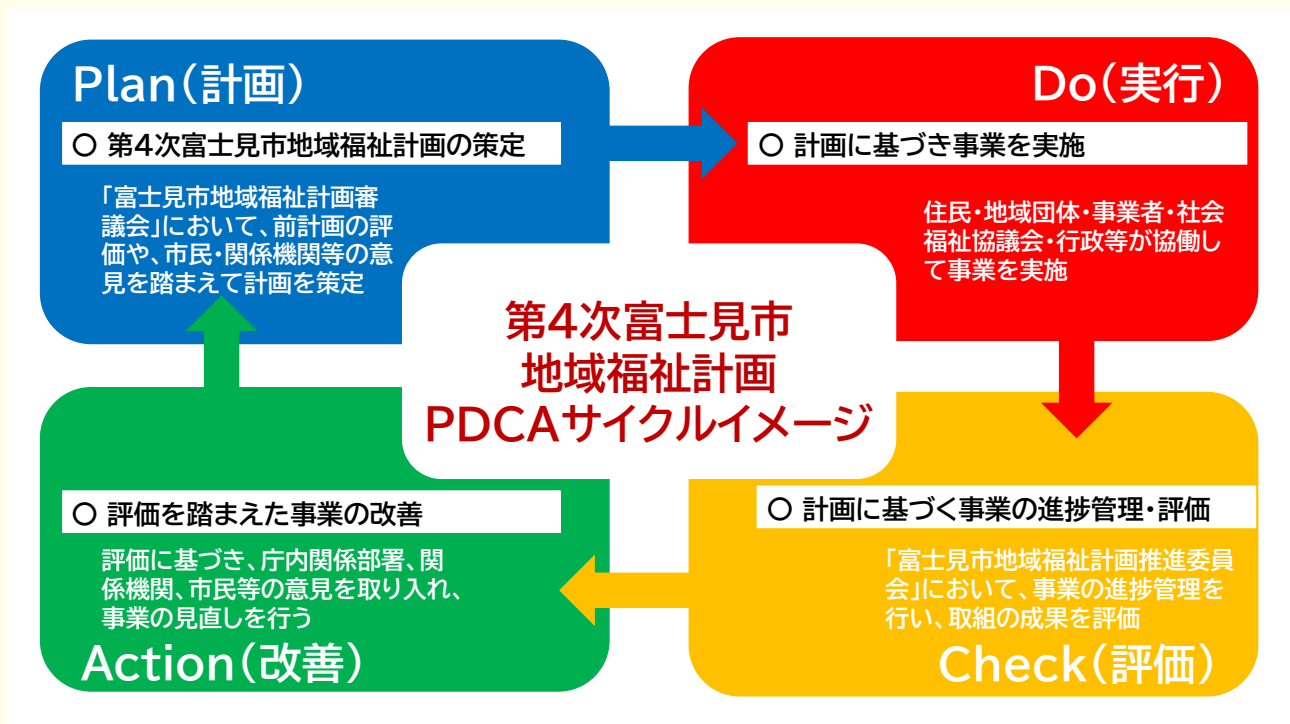 Plan(計画)
○ 第4次富士見市地域福祉計画の策定
「富士見市地域福祉計画審
議会」において、前計画の評
価や、市民・関係機関等の意
見を踏まえて計画を策定
Do(実行)
○ 計画に基づき事業を実施
住民・地域団体・事業者・社会
福祉協議会・行政等が協働し
て事業を実施
第4次富士見市
地域福祉計画
PDCAサイクルイメージ
○ 評価を踏まえた事業の改善
評価に基づき、庁内関係部署、関
係機関、市民等の意見を取り入れ、
事業の見直しを行う
Action(改善)
○ 計画に基づく事業の進捗管理・評価
「富士見市地域福祉計画推進委員
会」において、事業の進捗管理を
行い、取組の成果を評価
Check(評価)